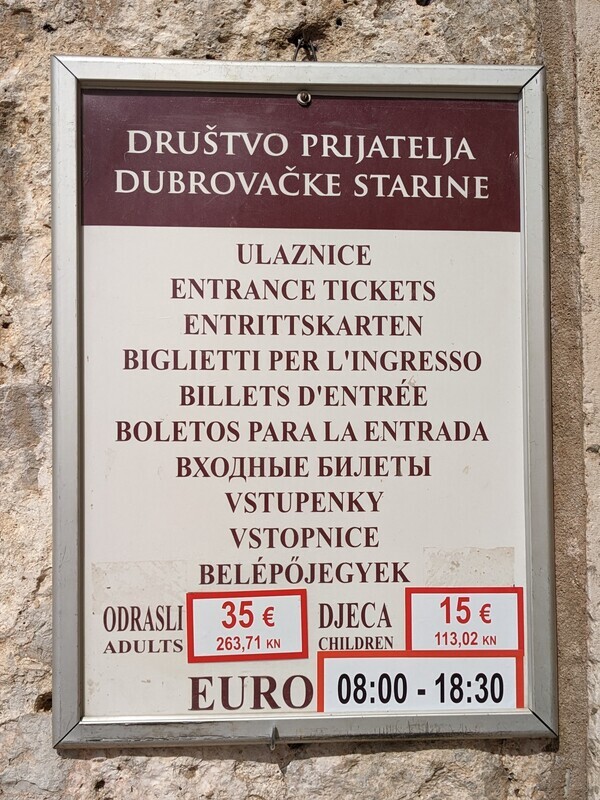 DRUŠTVO PRIJATELJA
DUBROVAČKE STARINE
ULAZNICE
ENTRANCE TICKETS
ENTRITTSKARTEN
BIGLIETTI PER L'INGRESSO
BILLETS D'ENTRÉE
BOLETOS PARA LA ENTRADA
ВХОДНЫЕ БИЛЕТЫ
VSTUPENKY
VSTOPNICE
BELÉPŐJEGYEK
ODRASLI 35 € DJECA 15 €
ADULTS 263,71 KN CHILDREN 113,02 KN
EURO 08:00 - 18:30